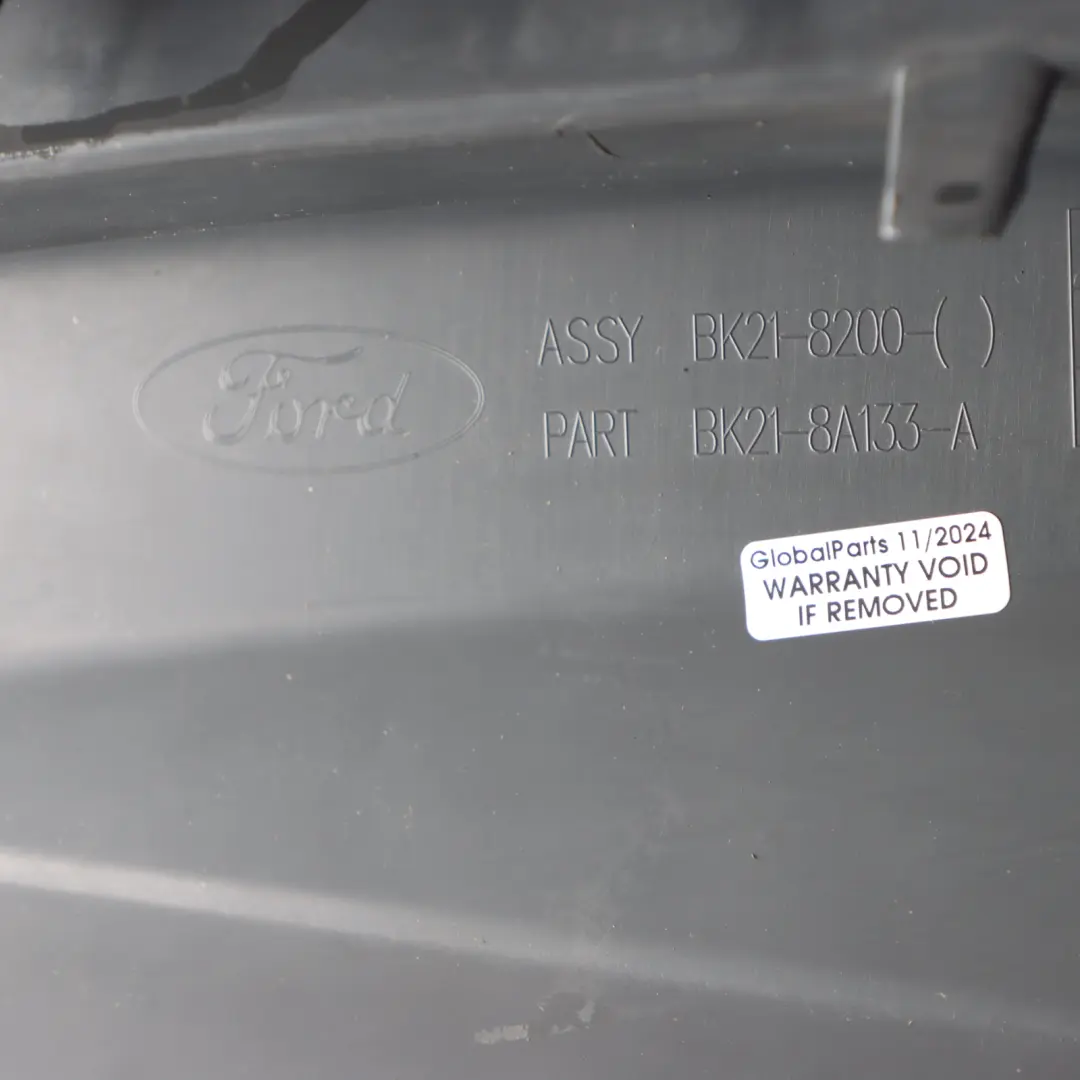 Ford
ASSY BK21-8200-( )
PART BK21-8A133-A
GlobalParts 11/2024
WARRANTY VOID
IF REMOVED